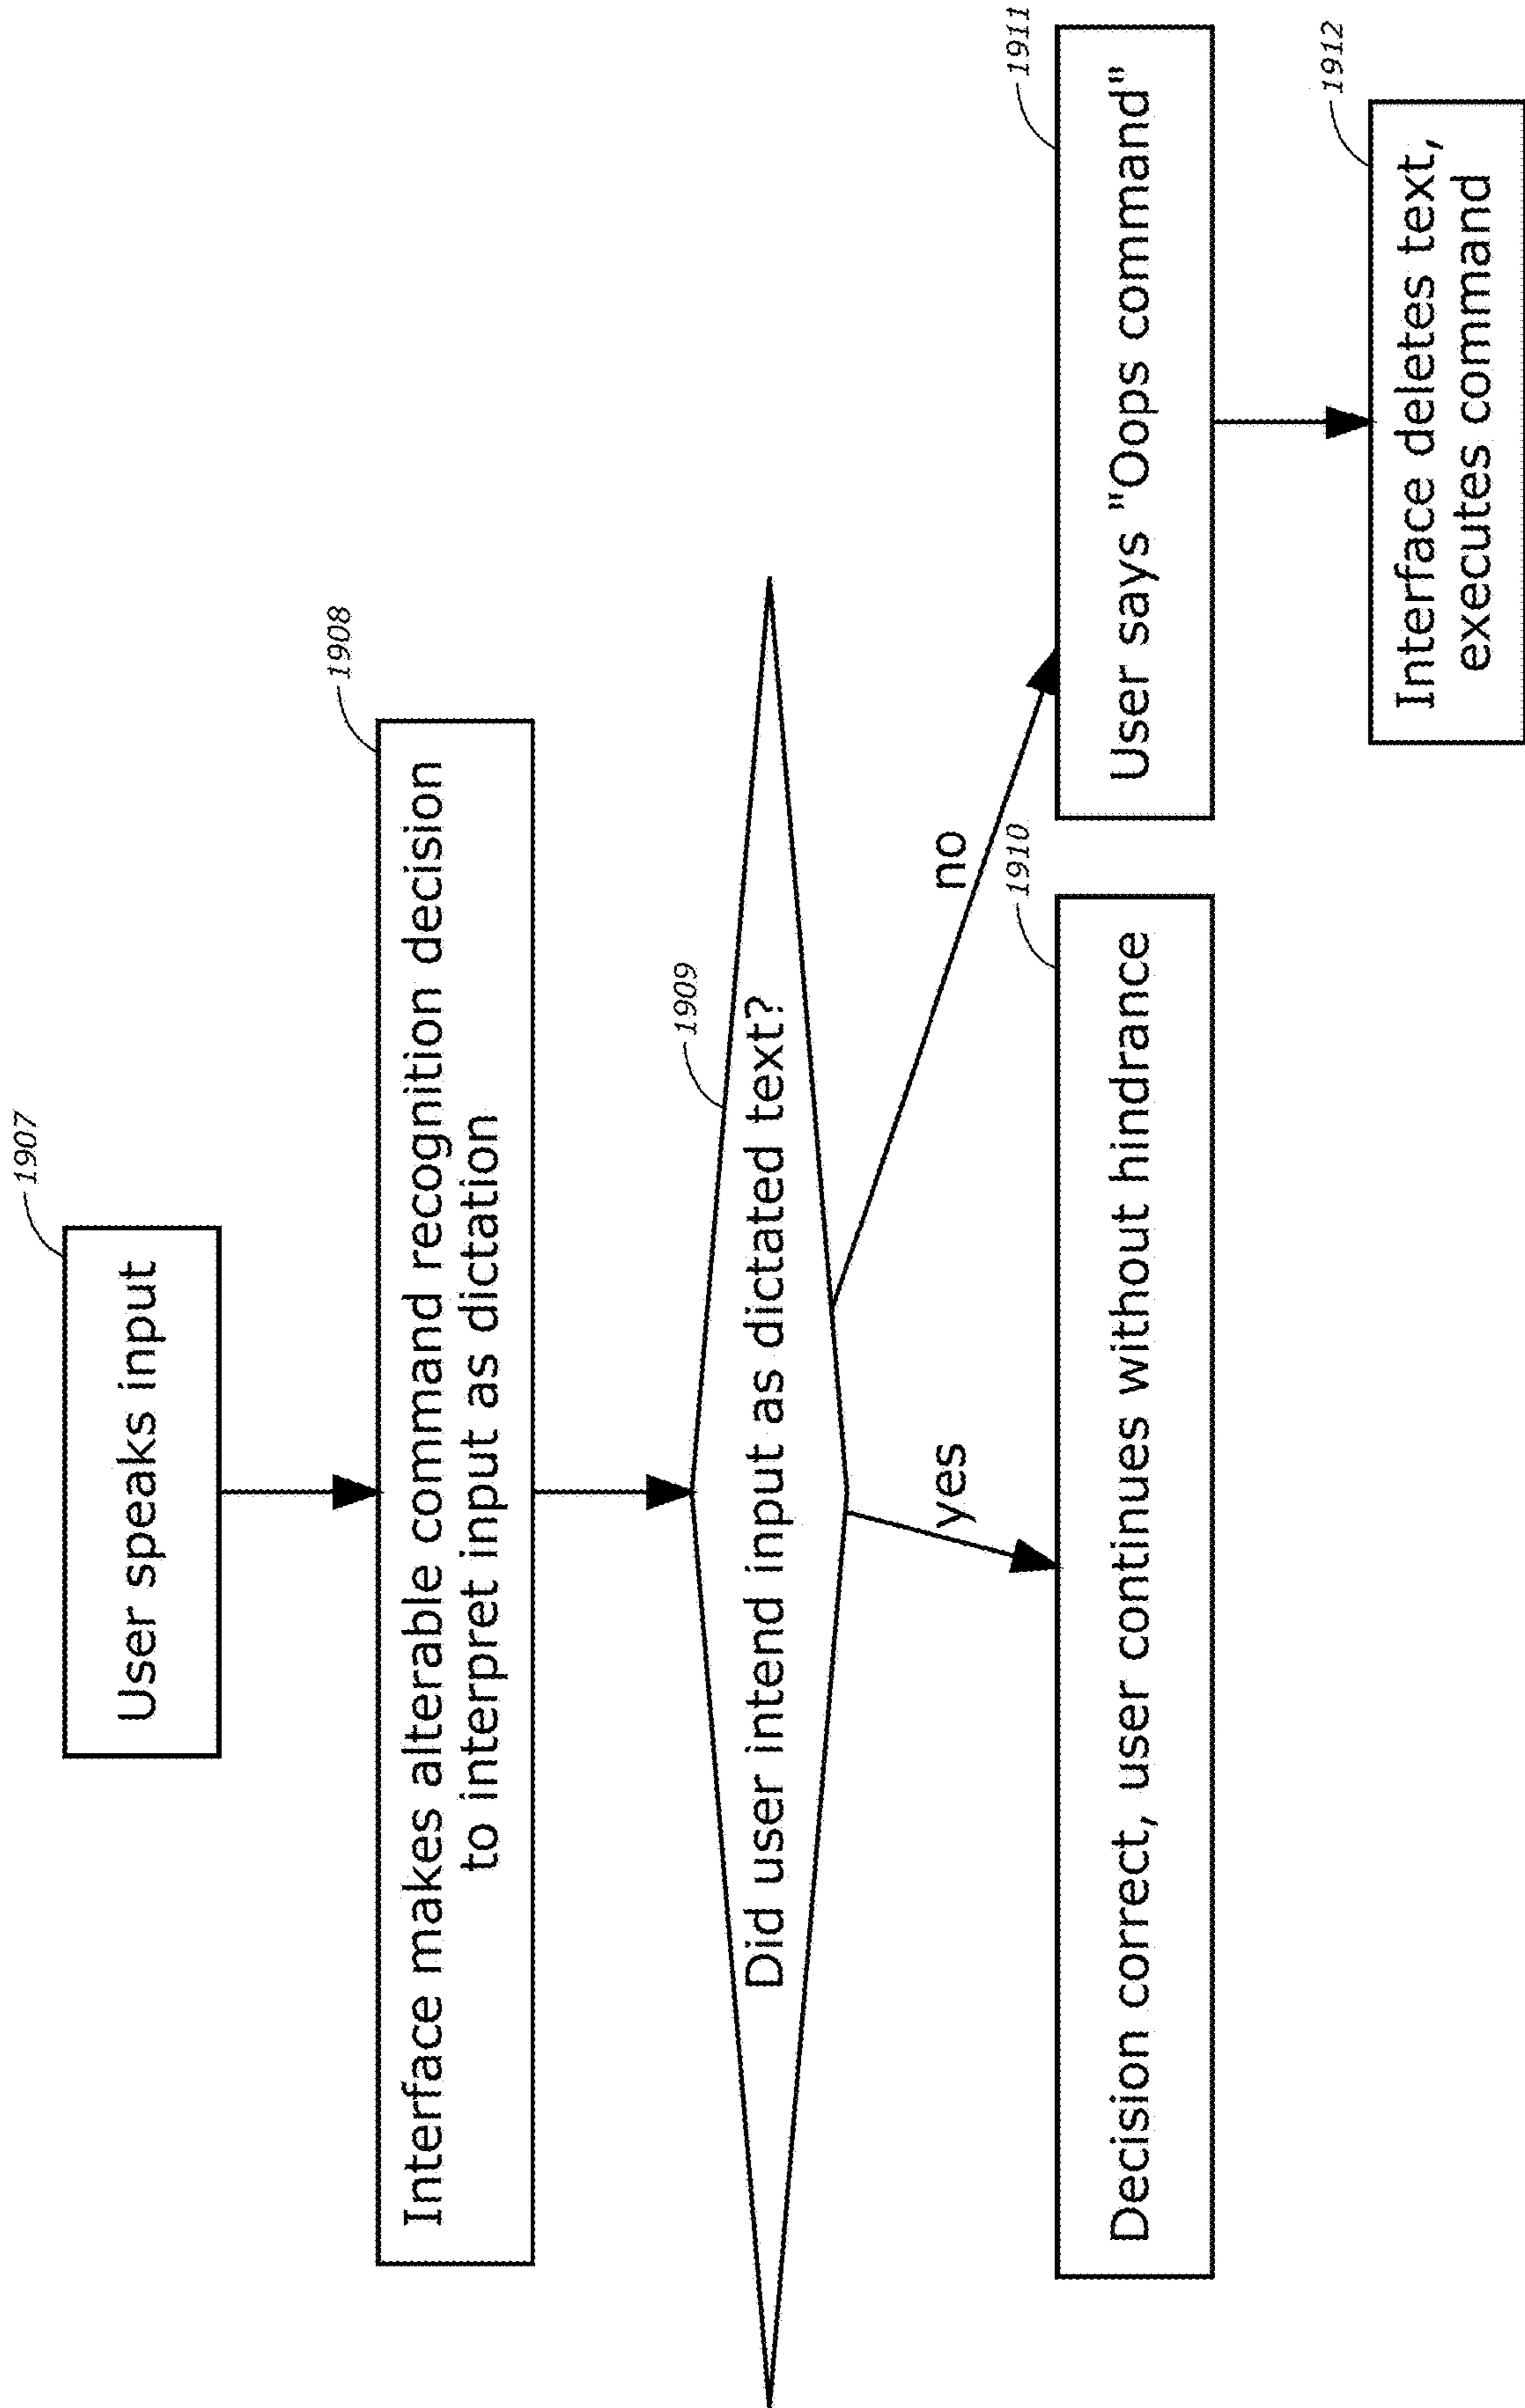 1907
User speaks input
1908
Interface makes alterable command recognition decision
to interpret input as dictation
1909
Did user intend input as dictated text?
yes
no
1910
Decision correct, user continues without hindrance
1911
User says "Oops command"
1912
Interface deletes text,
executes command